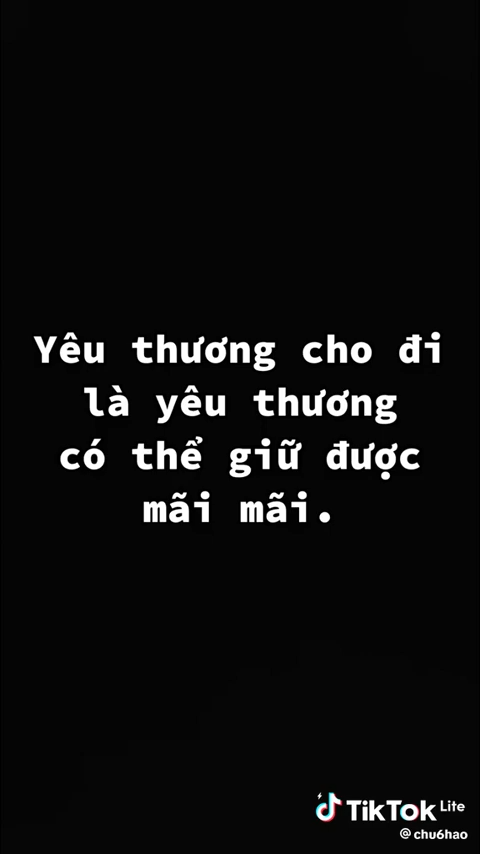 Yêu thương cho đi
là yêu thương
có thể giữ được
mãi mãi.
TikTok Lite
@chu6hao